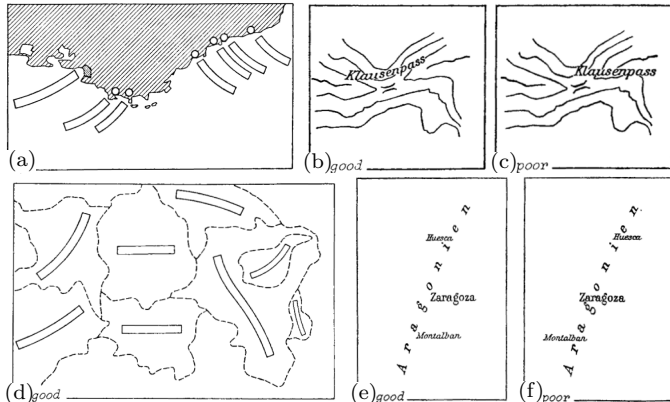 (a)
Klausenpass
(b) good
Klausenpass
(c) poor
(d) good
Aragonien
Huesca
Zaragoza
Montalban
(e) good
Aragonien
Huesca
Zaragoza
Montalban
(f) poor